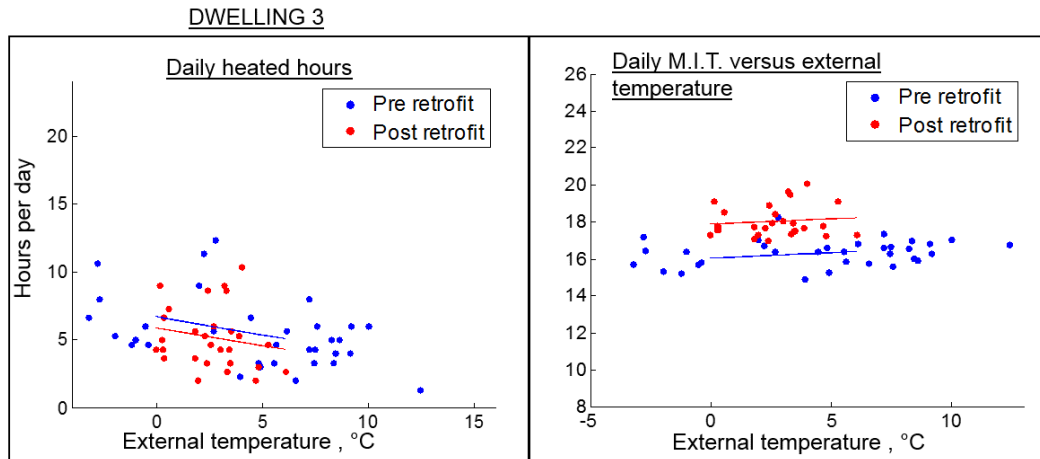 DWELLING 3
Daily heated hours
Pre retrofit
Post retrofit
Hours per day
20
15
10
5
0
0
5
10
15
External temperature , °C
Daily M.I.T. versus external
temperature
Pre retrofit
Post retrofit
26
24
22
20
18
16
14
12
10
8
-5
0
5
10
External temperature , °C